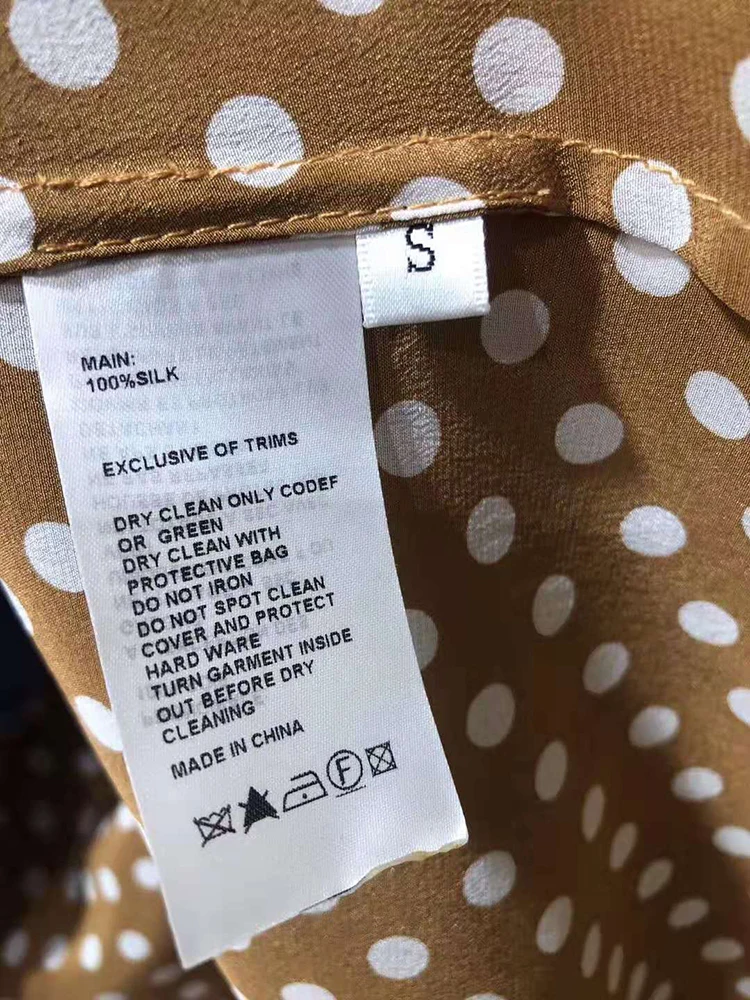 S
MAIN:
100%SILK
EXCLUSIVE OF TRIMS
DRY CLEAN ONLY CODEF
OR GREEN
DRY CLEAN WITH
PROTECTIVE BAG
DO NOT IRON
DO NOT SPOT CLEAN
COVER AND PROTECT
HARD WARE
TURN GARMENT INSIDE
OUT BEFORE DRY
CLEANING
MADE IN CHINA
F